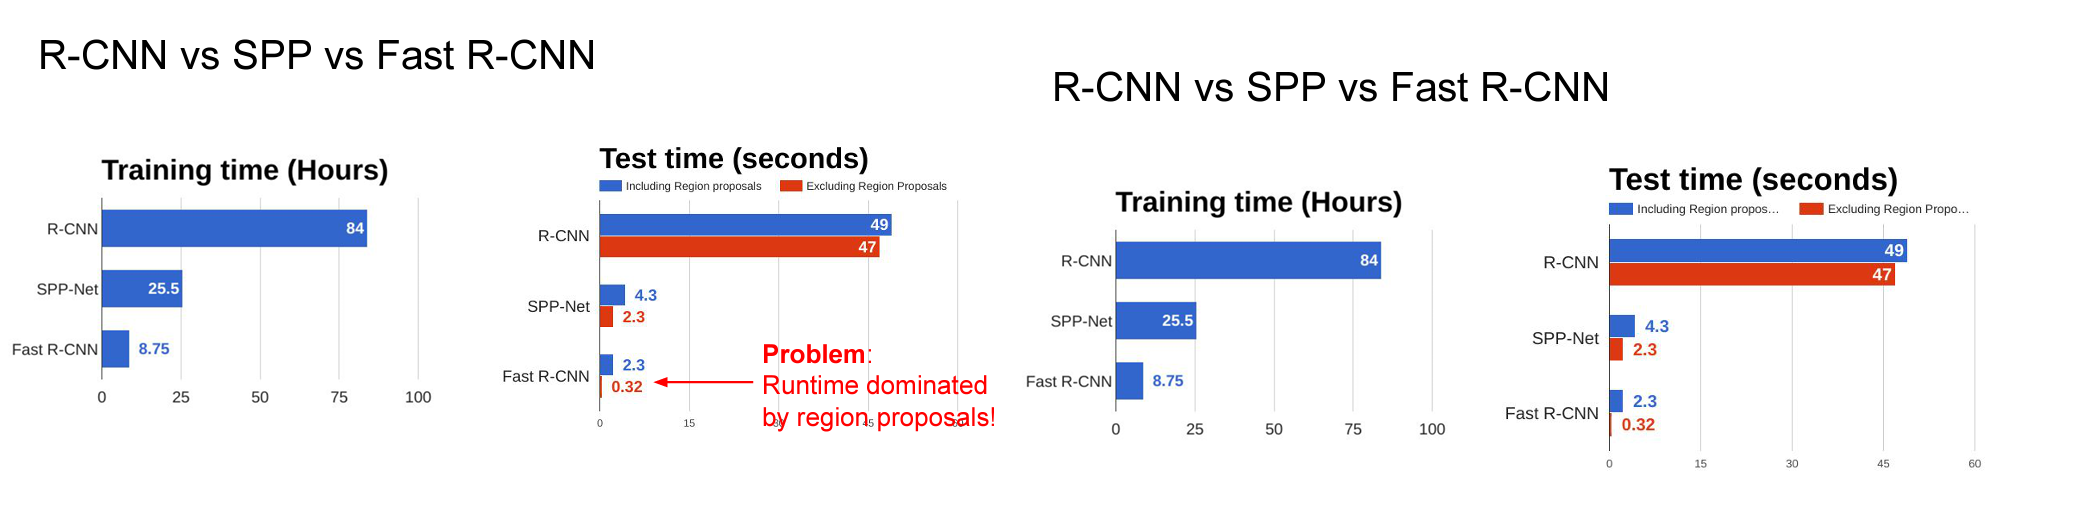 R-CNN vs SPP vs Fast R-CNN
Training time (Hours)
R-CNN
84
SPP-Net
25.5
Fast R-CNN
8.75
0 25 50 75 100
Test time (seconds)
Including Region proposals Excluding Region Proposals
R-CNN
49
47
SPP-Net
4.3
2.3
Fast R-CNN
2.3
0.32
Problem:
Runtime dominated
by region proposals!
0 15 30 45 60
R-CNN vs SPP vs Fast R-CNN
Training time (Hours)
R-CNN
84
SPP-Net
25.5
Fast R-CNN
8.75
0 25 50 75 100
Test time (seconds)
Including Region propos... Excluding Region Propo...
R-CNN
49
47
SPP-Net
4.3
2.3
Fast R-CNN
2.3
0.32
0 15 30 45 60